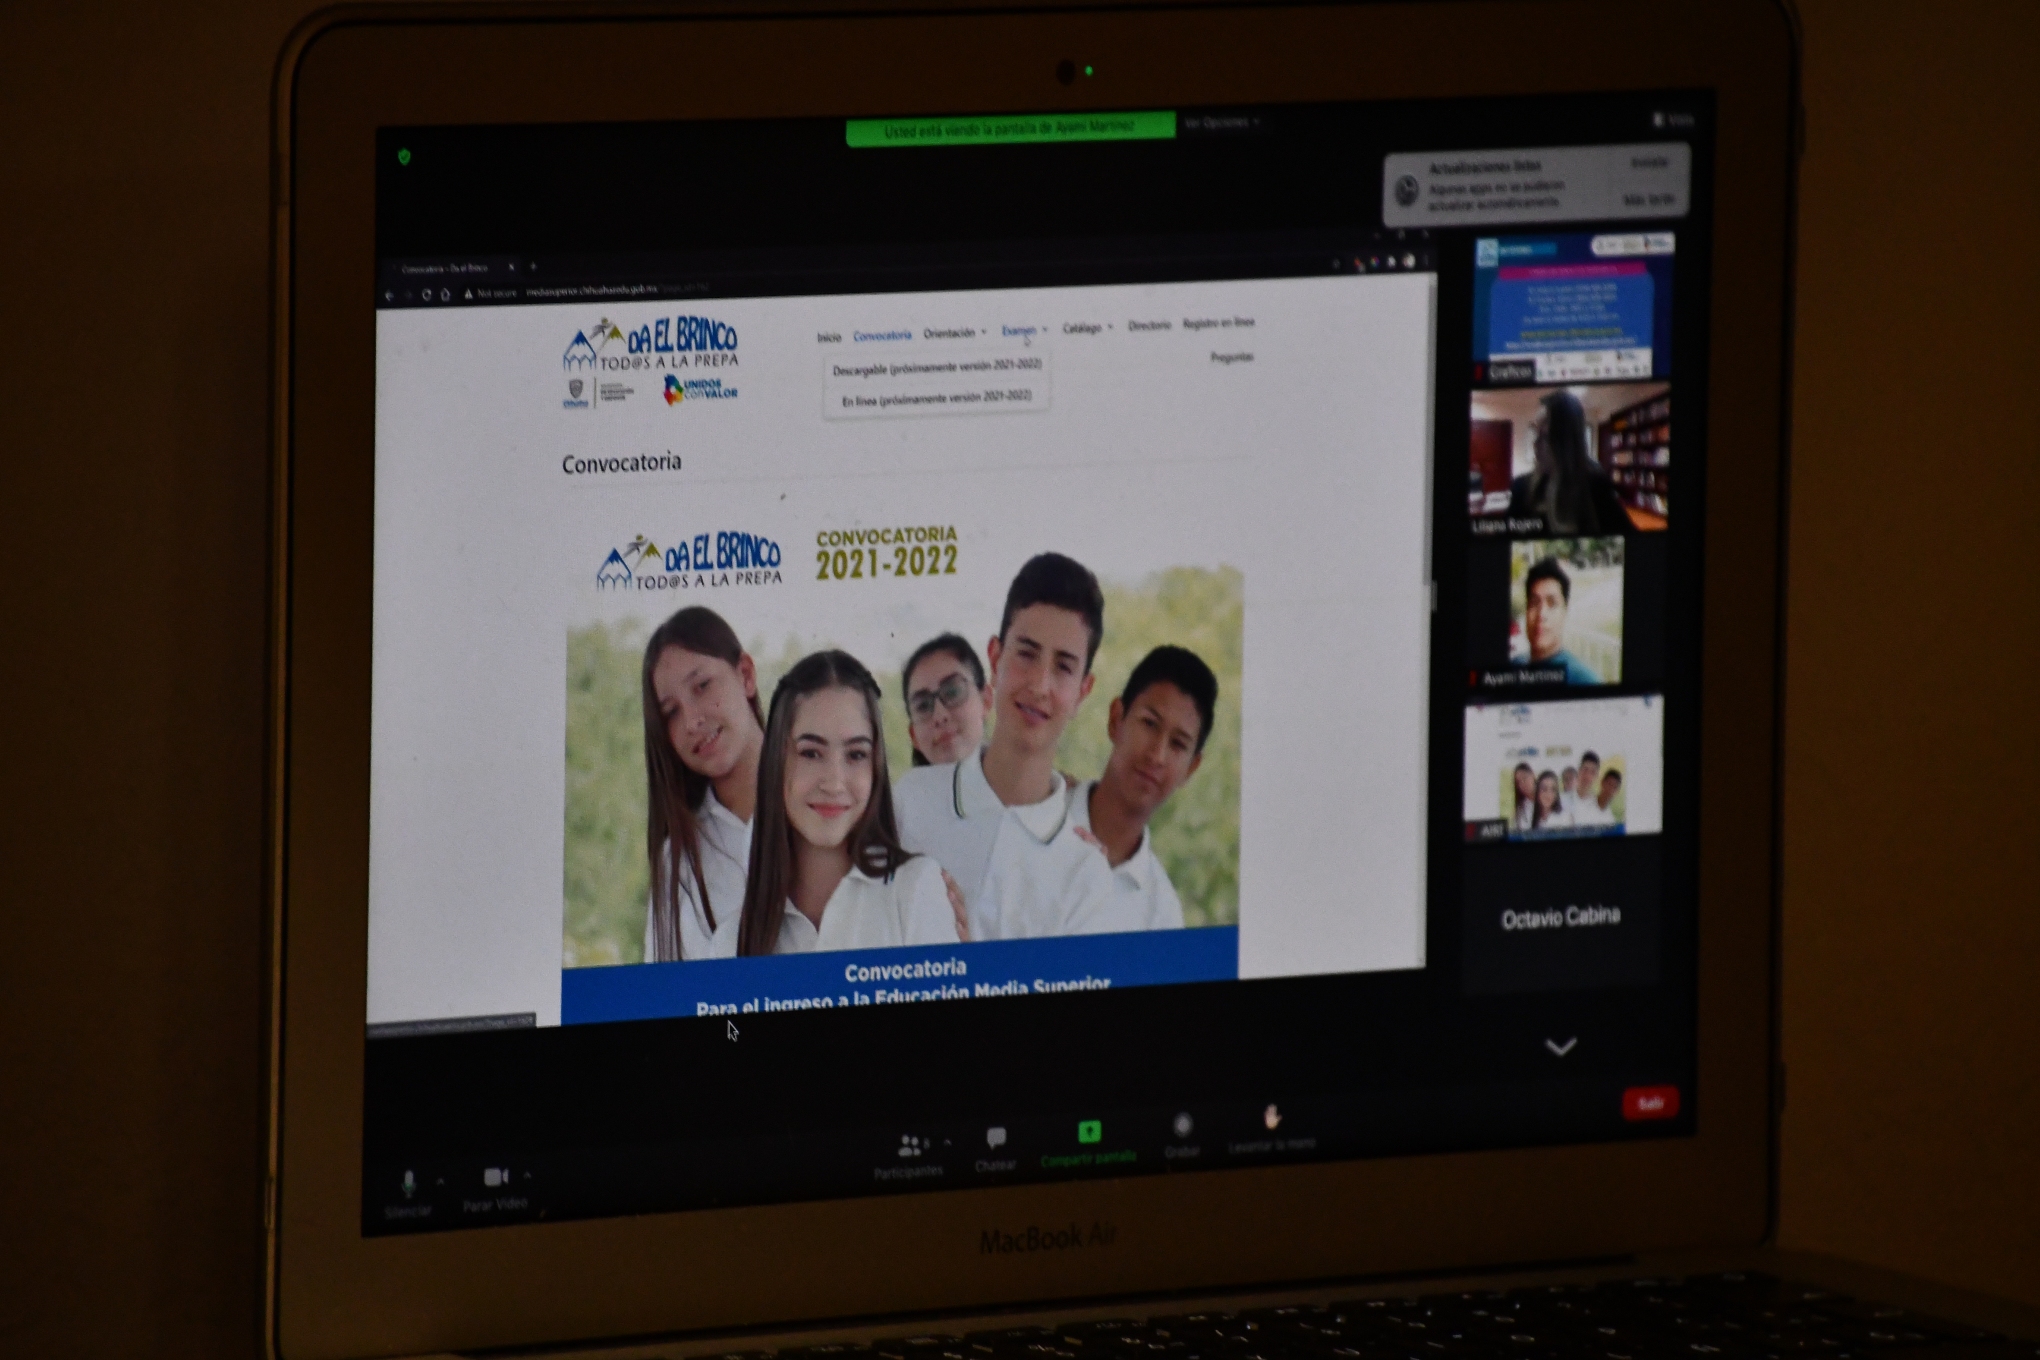 Usted está viendo la pantalla de Ayami Martinez
Ver Opciones
Vista
Actualizaciones listas
Algunas apps no se pudieron
actualizar automáticamente.
Más tarde
Convocatoria – Da el Brinco
Not secure
mediasuperior.chihuahuaedu.gob.mx
DA EL BRINCO
TOD@S A LA PREPA
UNIDOS
conVALOR
Inicio Convocatoria Orientación Examen Catálogo Directorio Registro en línea
Preguntas
Descargable (próximamente versión 2021-2022)
En línea (próximamente versión 2021-2022)
Convocatoria
DA EL BRINCO
TOD@S A LA PREPA
CONVOCATORIA
2021-2022
Convocatoria
Para el ingreso a la Educación Media Superior
Graficos
Liliana Rojero
Ayami Martinez
Octavio Cabina
Silenciar
Parar Video
Participantes
Chatear
Compartir pantalla
Grabar
Levantar la mano
Salir
MacBook Air